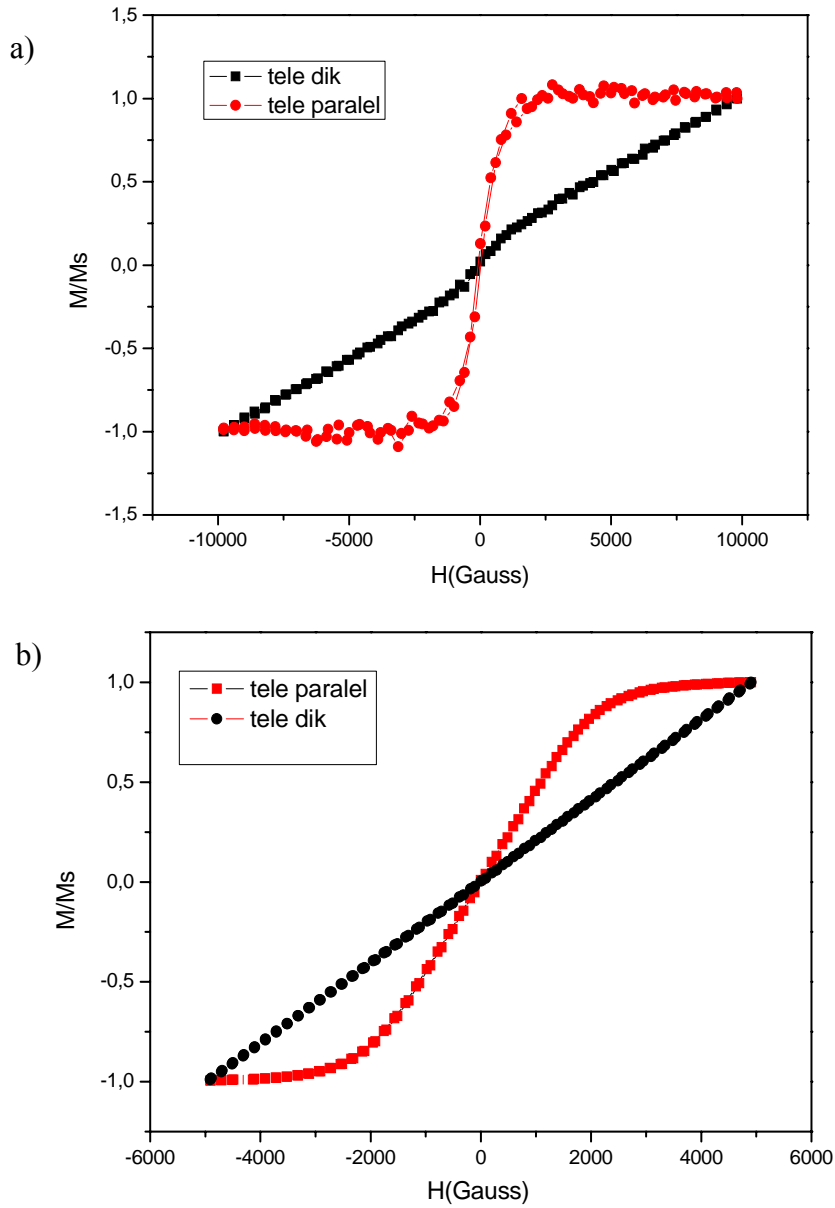 a)
1,5
1,0
0,5
0,0
-0,5
-1,0
-1,5
M/Ms
tele dik
tele paralel
-10000 -5000 0 5000 10000
H(Gauss)
b)
1,0
0,5
0,0
-0,5
-1,0
M/Ms
tele paralel
tele dik
-6000 -4000 -2000 0 2000 4000 6000
H(Gauss)